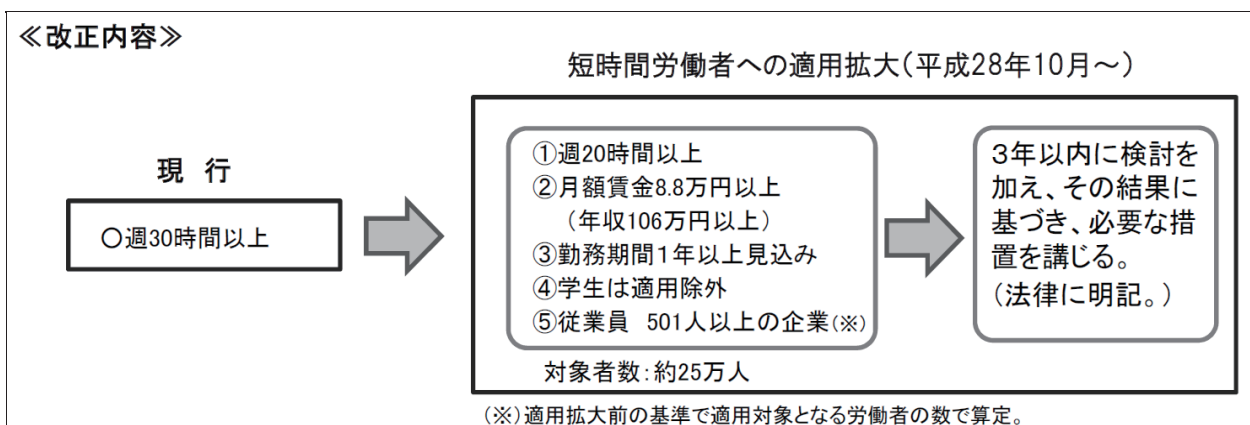 ≪改正内容≫
短時間労働者への適用拡大(平成28年10月～)
現 行
○週30時間以上
①週20時間以上
②月額賃金8.8万円以上
（年収106万円以上）
③勤務期間1年以上見込み
④学生は適用除外
⑤従業員 501人以上の企業(※)
対象者数:約25万人
3年以内に検討を
加え、その結果に
基づき、必要な措
置を講じる。
(法律に明記。)
(※)適用拡大前の基準で適用対象となる労働者の数で算定。